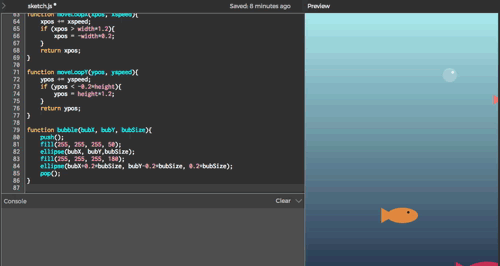 sketch.js •
Saved: 8 minutes ago
Preview
63 function moveLoopX(xpos, xspeed){
64 xpos += xspeed;
65 if (xpos > width*1.2){
66 xpos = -width*0.2;
67 }
68 return xpos;
69 }
70
71 function moveLoopY(ypos, yspeed){
72 ypos += yspeed;
73 if (ypos < -0.2*height){
74 ypos = height*1.2;
75 }
76 return ypos;
77 }
78
79 function bubble(bubX, bubY, bubSize){
80 push();
81 fill(255, 255, 255, 50);
82 ellipse(bubX, bubY,bubSize);
83 fill(255, 255, 255, 180);
84 ellipse(bubX+0.2*bubSize, bubY-0.2*bubSize, 0.2*bubSize);
85 pop();
86 }
87
Console
Clear